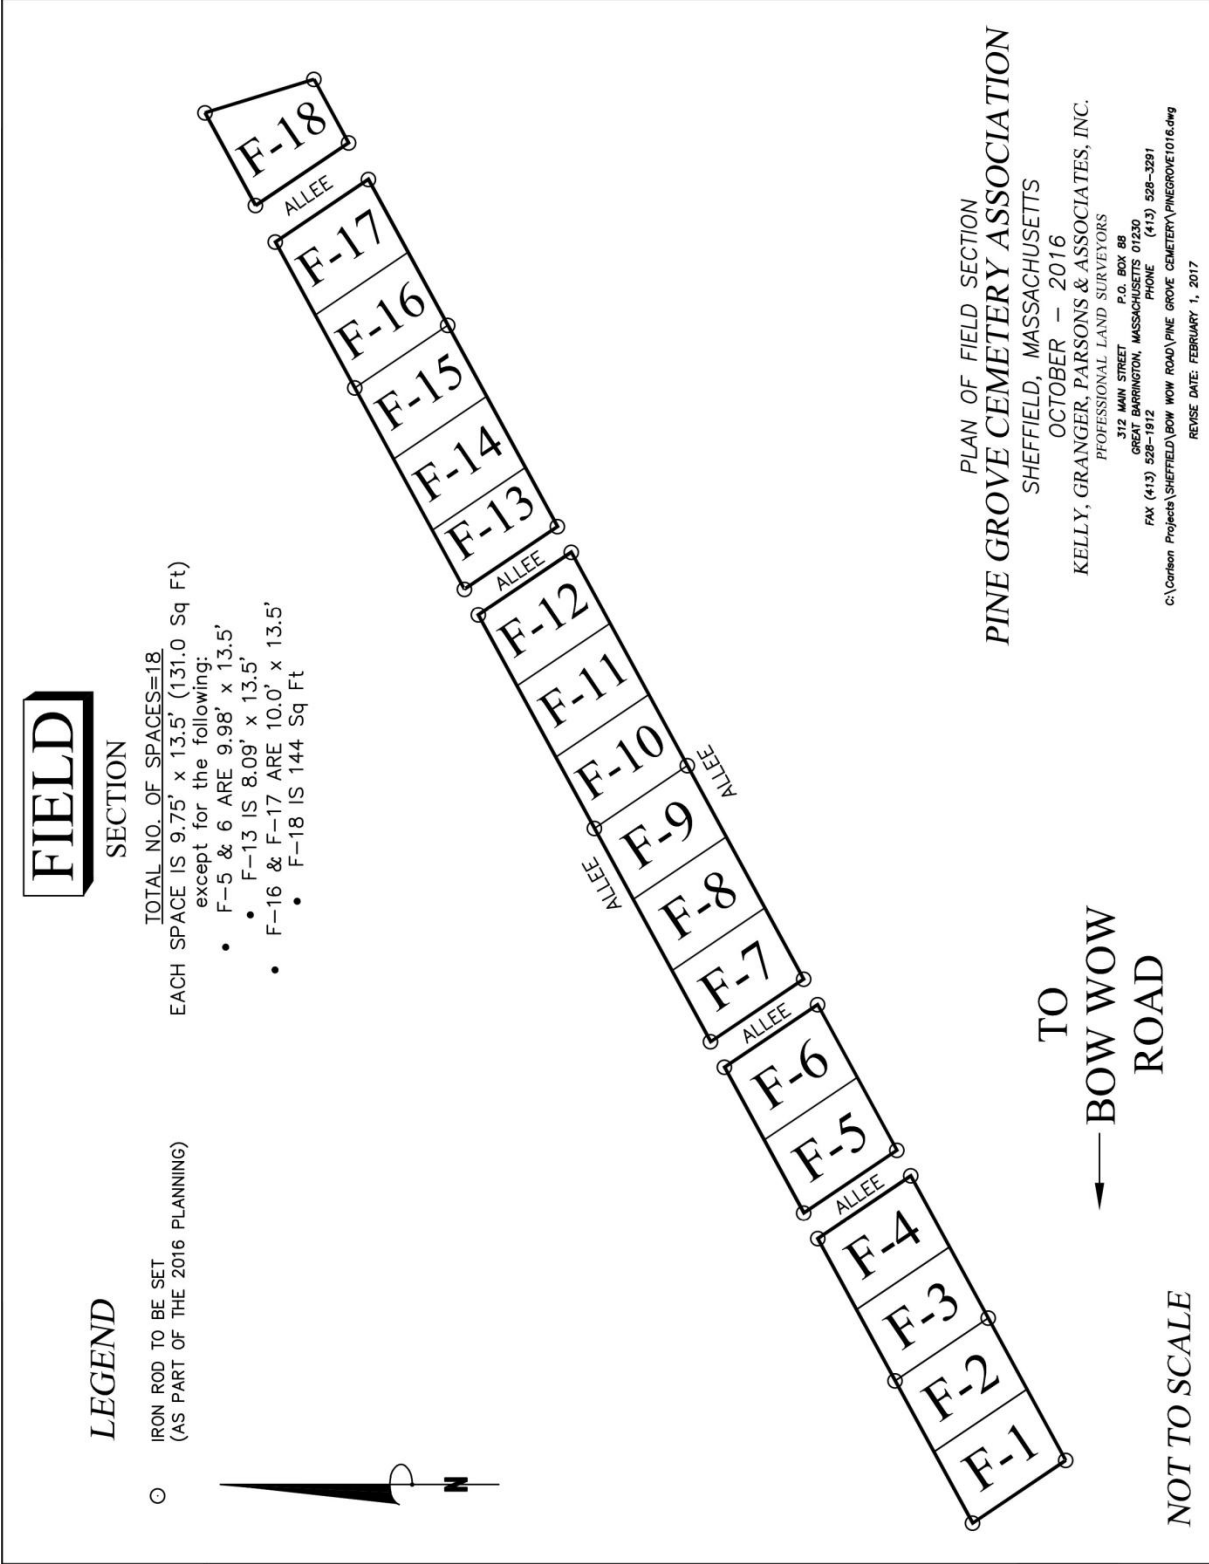 FIELD
SECTION
TOTAL NO. OF SPACES=18
EACH SPACE IS 9.75' x 13.5' (131.0 Sq Ft)
except for the following:
• F-5 & 6 ARE 9.98' x 13.5'
• F-13 IS 8.09' x 13.5'
• F-16 & F-17 ARE 10.0' x 13.5'
• F-18 IS 144 Sq Ft
LEGEND
IRON ROD TO BE SET
(AS PART OF THE 2016 PLANNING)
N
F-1
F-2
F-3
F-4
ALLEE
F-5
F-6
ALLEE
F-7
F-8
F-9
ALLEE
ALLEE
F-10
F-11
F-12
ALLEE
F-13
F-14
F-15
F-16
F-17
ALLEE
F-18
TO
BOW WOW
ROAD
NOT TO SCALE
PLAN OF FIELD SECTION
PINE GROVE CEMETERY ASSOCIATION
SHEFFIELD, MASSACHUSETTS
OCTOBER - 2016
KELLY, GRANGER, PARSONS & ASSOCIATES, INC.
PFOFESSIONAL LAND SURVEYORS
312 MAIN STREET P.O. BOX 88
GREAT BARRINGTON, MASSACHUSETTS 01230
FAX (413) 528-1912 PHONE (413) 528-3291
C:\Carlson Projects\SHEFFIELD\BOW WOW ROAD\PINE GROVE CEMETERY\PINEGROVE1016.dwg
REVISE DATE: FEBRUARY 1, 2017